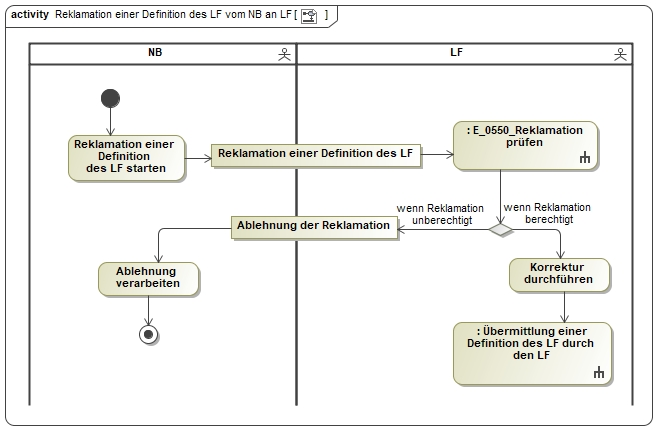 activity Reklamation einer Definition des LF vom NB an LF [ ]
NB
LF
Reklamation einer
Definition
des LF starten
Reklamation einer Definition des LF
: E_0550_Reklamation
prüfen
wenn Reklamation
unberechtigt
wenn Reklamation
berechtigt
Ablehnung der Reklamation
Ablehnung
verarbeiten
Korrektur
durchführen
: Übermittlung einer
Definition des LF durch
den LF